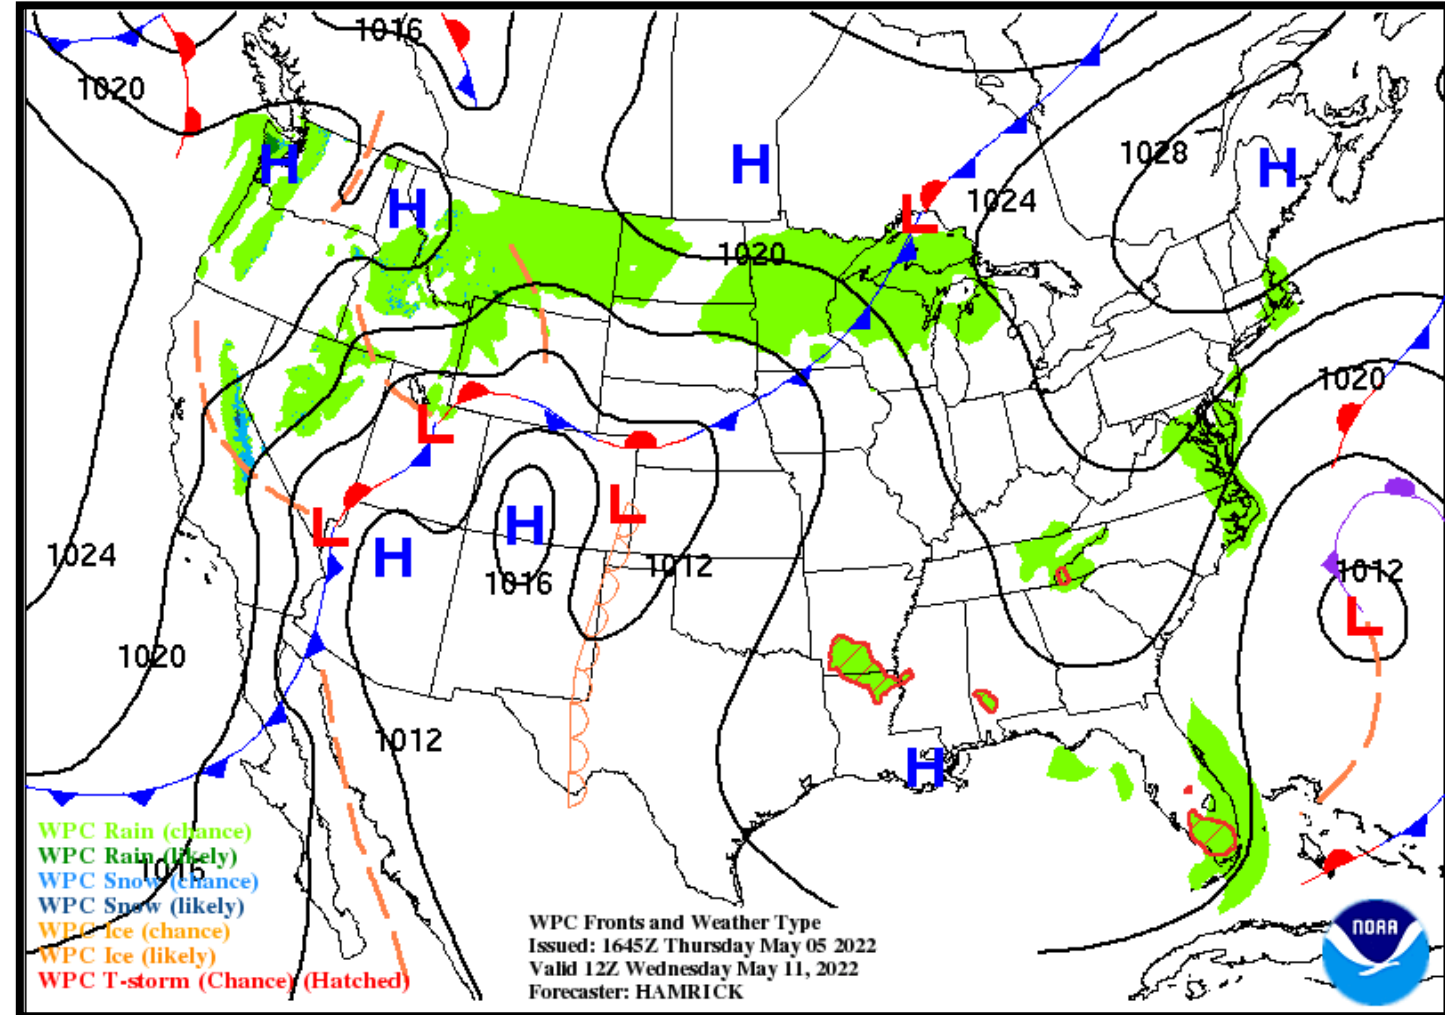 1016
1020
H
H
H
H
1028
1024
L
1020
1020
L
L
L
H
H
1024
1016
1012
1012
L
1020
H
1012
WPC Rain (chance)
WPC Rain (likely)
1016
WPC Snow (chance)
WPC Snow (likely)
WPC Ice (chance)
WPC Ice (likely)
WPC T-storm (Chance) (Hatched)
WPC Fronts and Weather Type
Issued: 1645Z Thursday May 05 2022
Valid 12Z Wednesday May 11, 2022
Forecaster: HAMRICK
NOAA